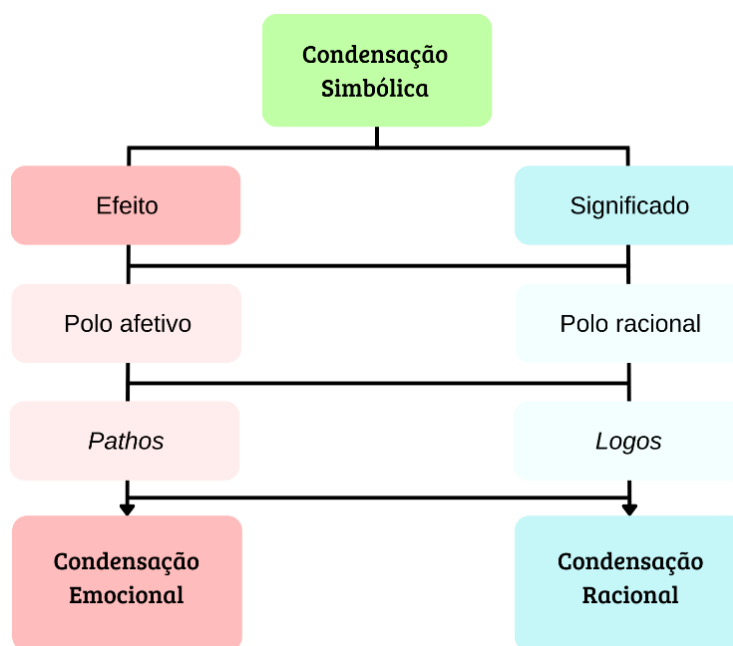 Condensação
Simbólica
Efeito
Significado
Polo afetivo
Polo racional
Pathos
Logos
Condensação
Emocional
Condensação
Racional